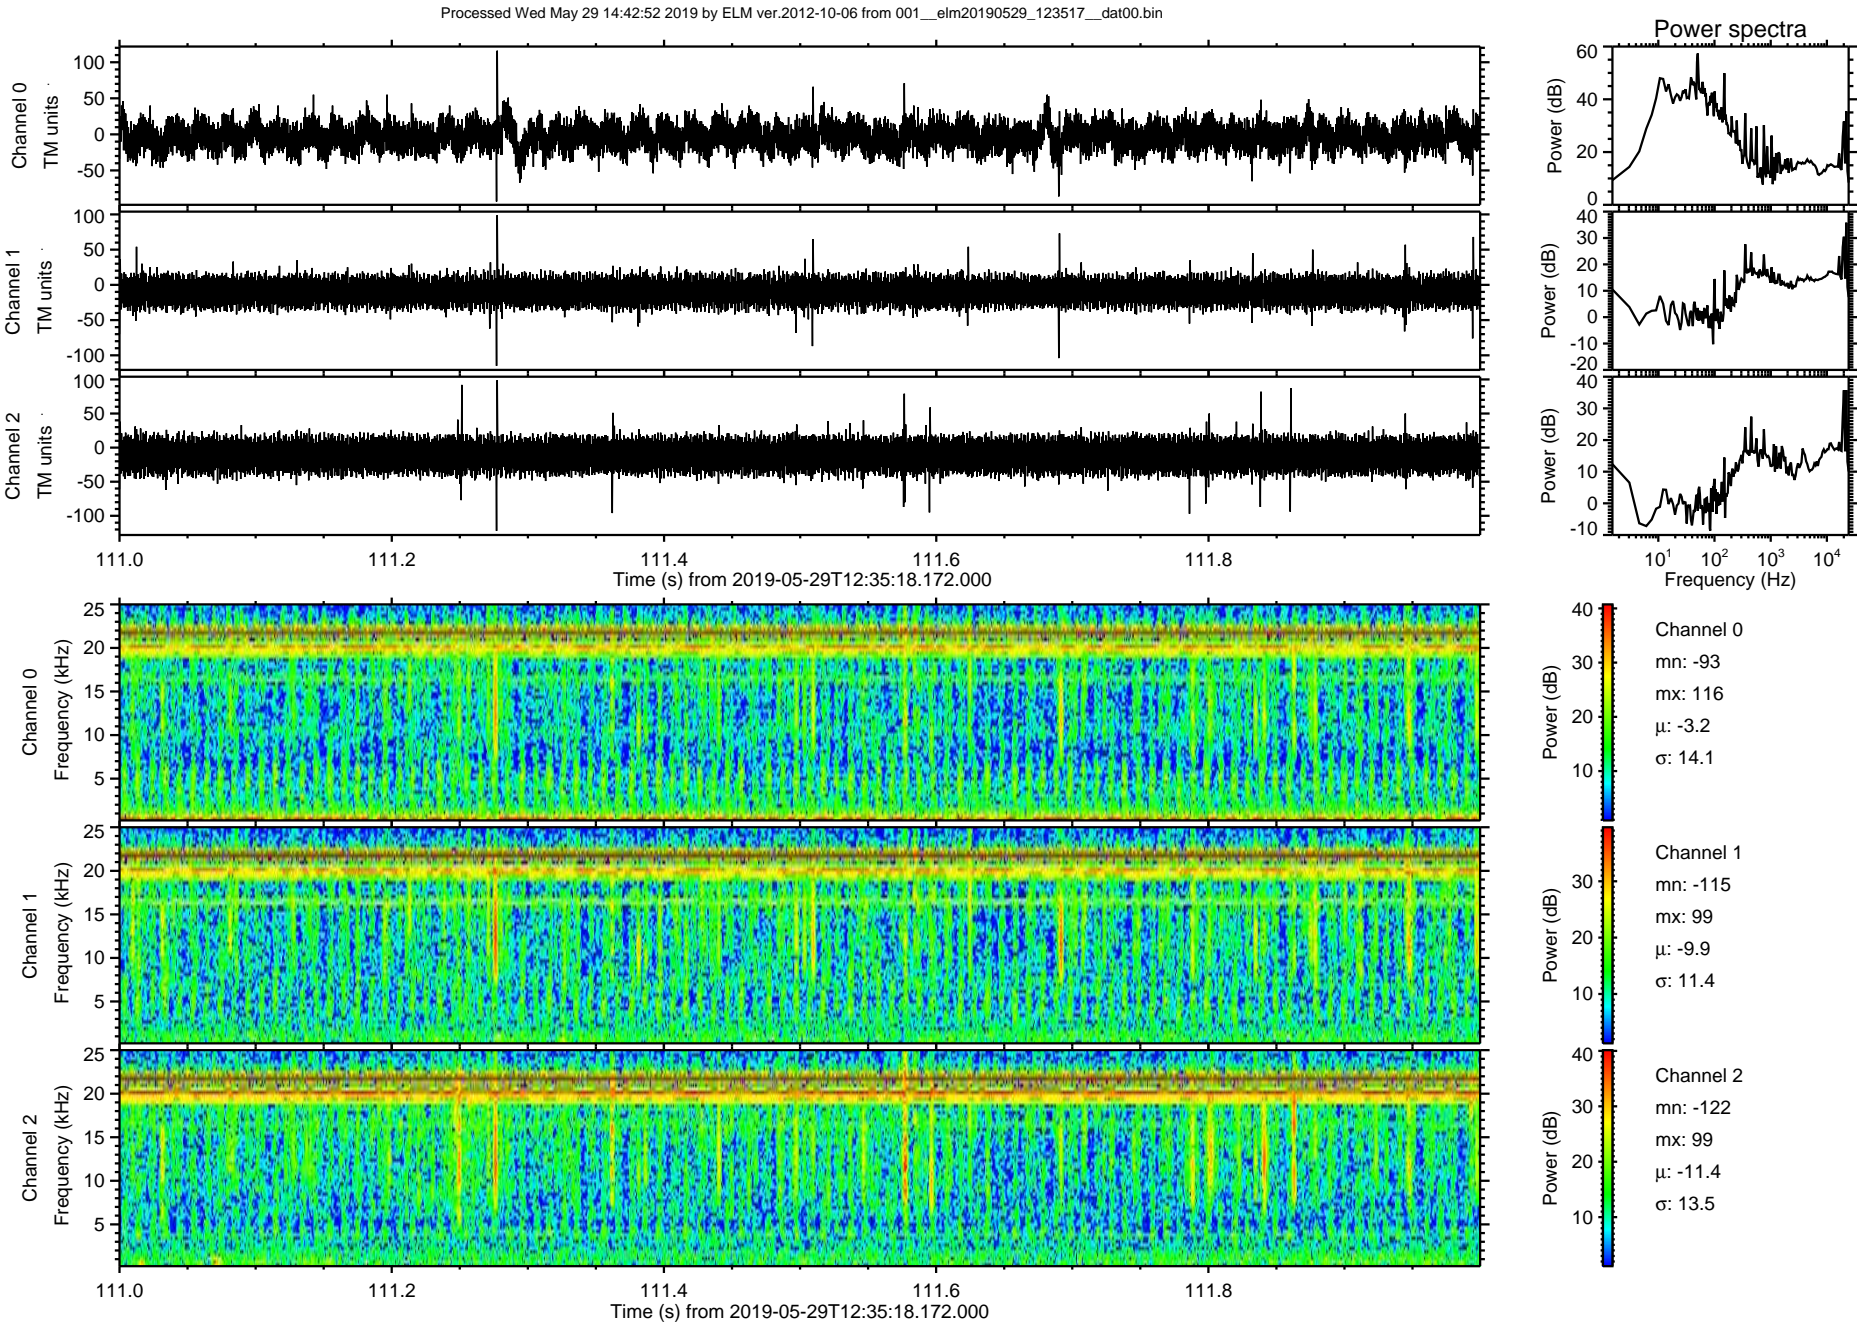 Processed Wed May 29 14:42:52 2019 by ELM ver.2012-10-06 from 001__elm20190529_123517__dat00.bin
Power spectra
Channel 0
TM units
100
50
0
-50
Power (dB)
60
40
20
0
Channel 1
TM units
100
50
0
-50
-100
Power (dB)
40
30
20
10
0
-10
-20
Channel 2
TM units
100
50
0
-50
-100
Power (dB)
40
30
20
10
0
-10
111.0 111.2 111.4 111.6 111.8
Time (s) from 2019-05-29T12:35:18.172.000
10¹ 10² 10³ 10⁴
Frequency (Hz)
Channel 0
Frequency (kHz)
25
20
15
10
5
Power (dB)
40
30
20
10
Channel 0
mn: -93
mx: 116
μ: -3.2
σ: 14.1
Channel 1
Frequency (kHz)
25
20
15
10
5
Power (dB)
30
20
10
Channel 1
mn: -115
mx: 99
μ: -9.9
σ: 11.4
Channel 2
Frequency (kHz)
25
20
15
10
5
Power (dB)
40
30
20
10
Channel 2
mn: -122
mx: 99
μ: -11.4
σ: 13.5
111.0 111.2 111.4 111.6 111.8
Time (s) from 2019-05-29T12:35:18.172.000